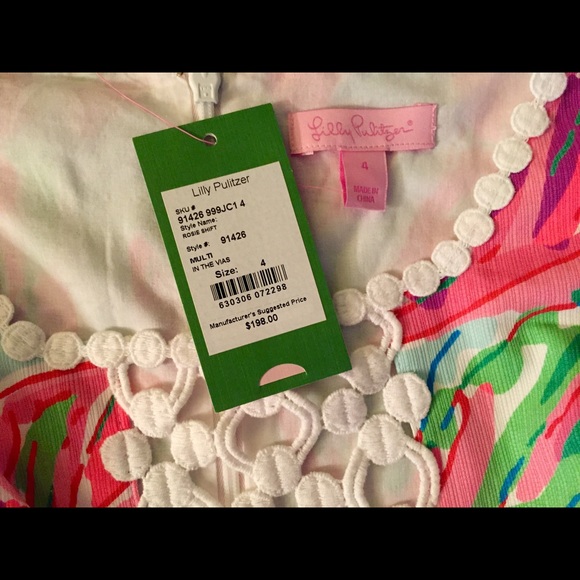 Lilly Pulitzer
SKU #
91426 999JC1 4
Style Name:
ROSIE SHIFT
Style #: 91426
MULTI
IN THE VIAS
Size: 4
630306 072298
Manufacturer's Suggested Price
$198.00
Lilly Pulitzer®
4
MADE IN
CHINA